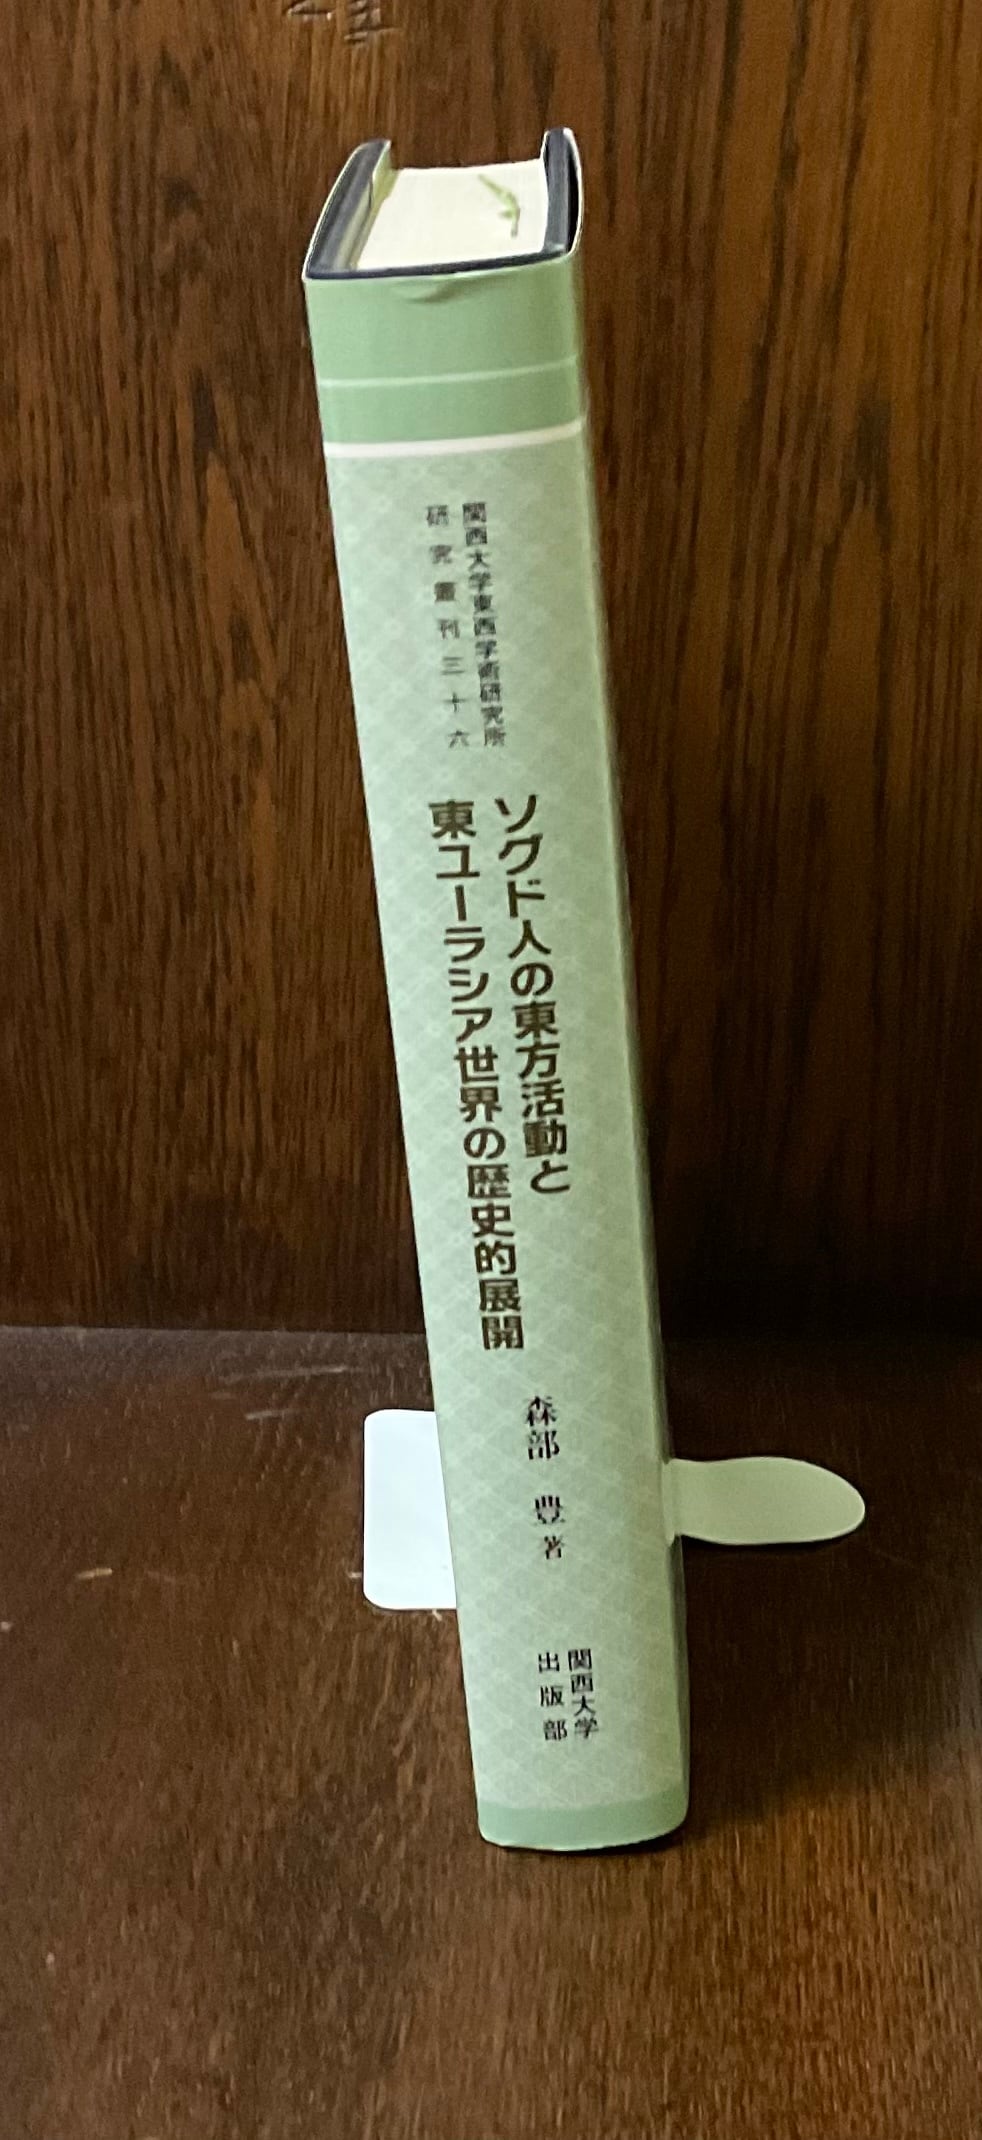 関西大学東西学術研究所
研究叢刊三十六
ソグド人の東方活動と
東ユーラシア世界の歴史的展開
森部 豊 著
関西大学
出版部